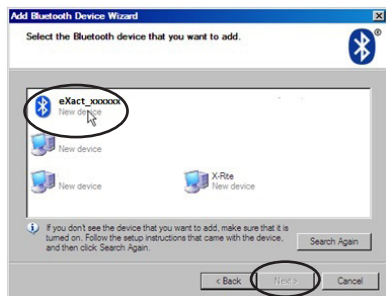 Add Bluetooth Device Wizard
Select the Bluetooth device that you want to add.
eXact_xxxxxx
New device
New device
New device
X-Rte
New device
If you don't see the device that you want to add, make sure that it is
turned on. Follow the setup instructions that came with the device,
and then click Search Again.
Search Again
< Back
Next >
Cancel